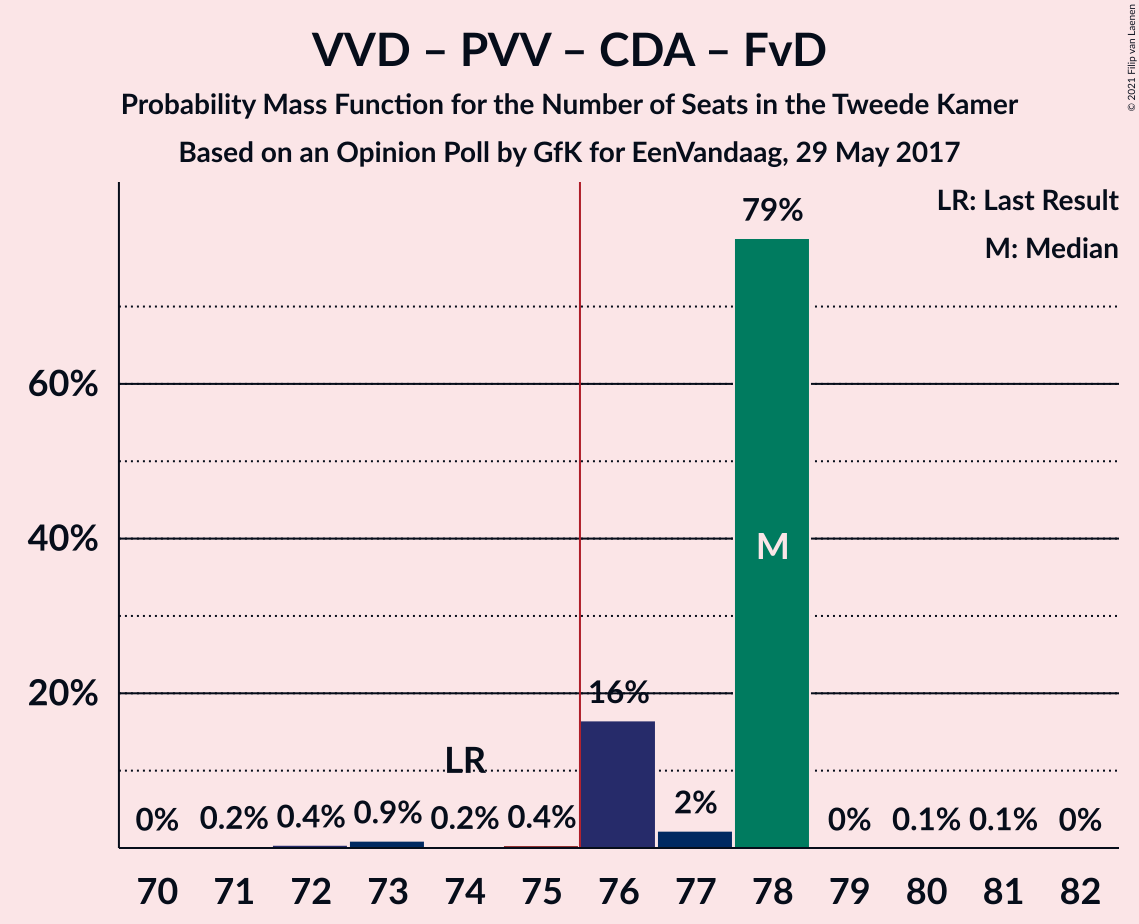 VVD – PVV – CDA – FvD
Probability Mass Function for the Number of Seats in the Tweede Kamer
Based on an Opinion Poll by GfK for EenVandaag, 29 May 2017
© 2021 Filip van Laenen
LR: Last Result
M: Median
79%
60%
40%
M
20%
16%
LR
0% 0.2% 0.4% 0.9% 0.2% 0.4% 2% 0% 0.1% 0.1% 0%
70 71 72 73 74 75 76 77 78 79 80 81 82